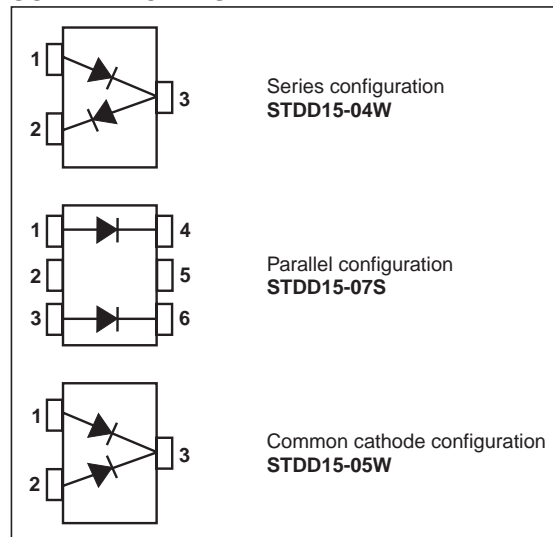 1
3
2
Series configuration
STDD15-04W
1
4
2
5
3
6
Parallel configuration
STDD15-07S
1
3
2
Common cathode configuration
STDD15-05W